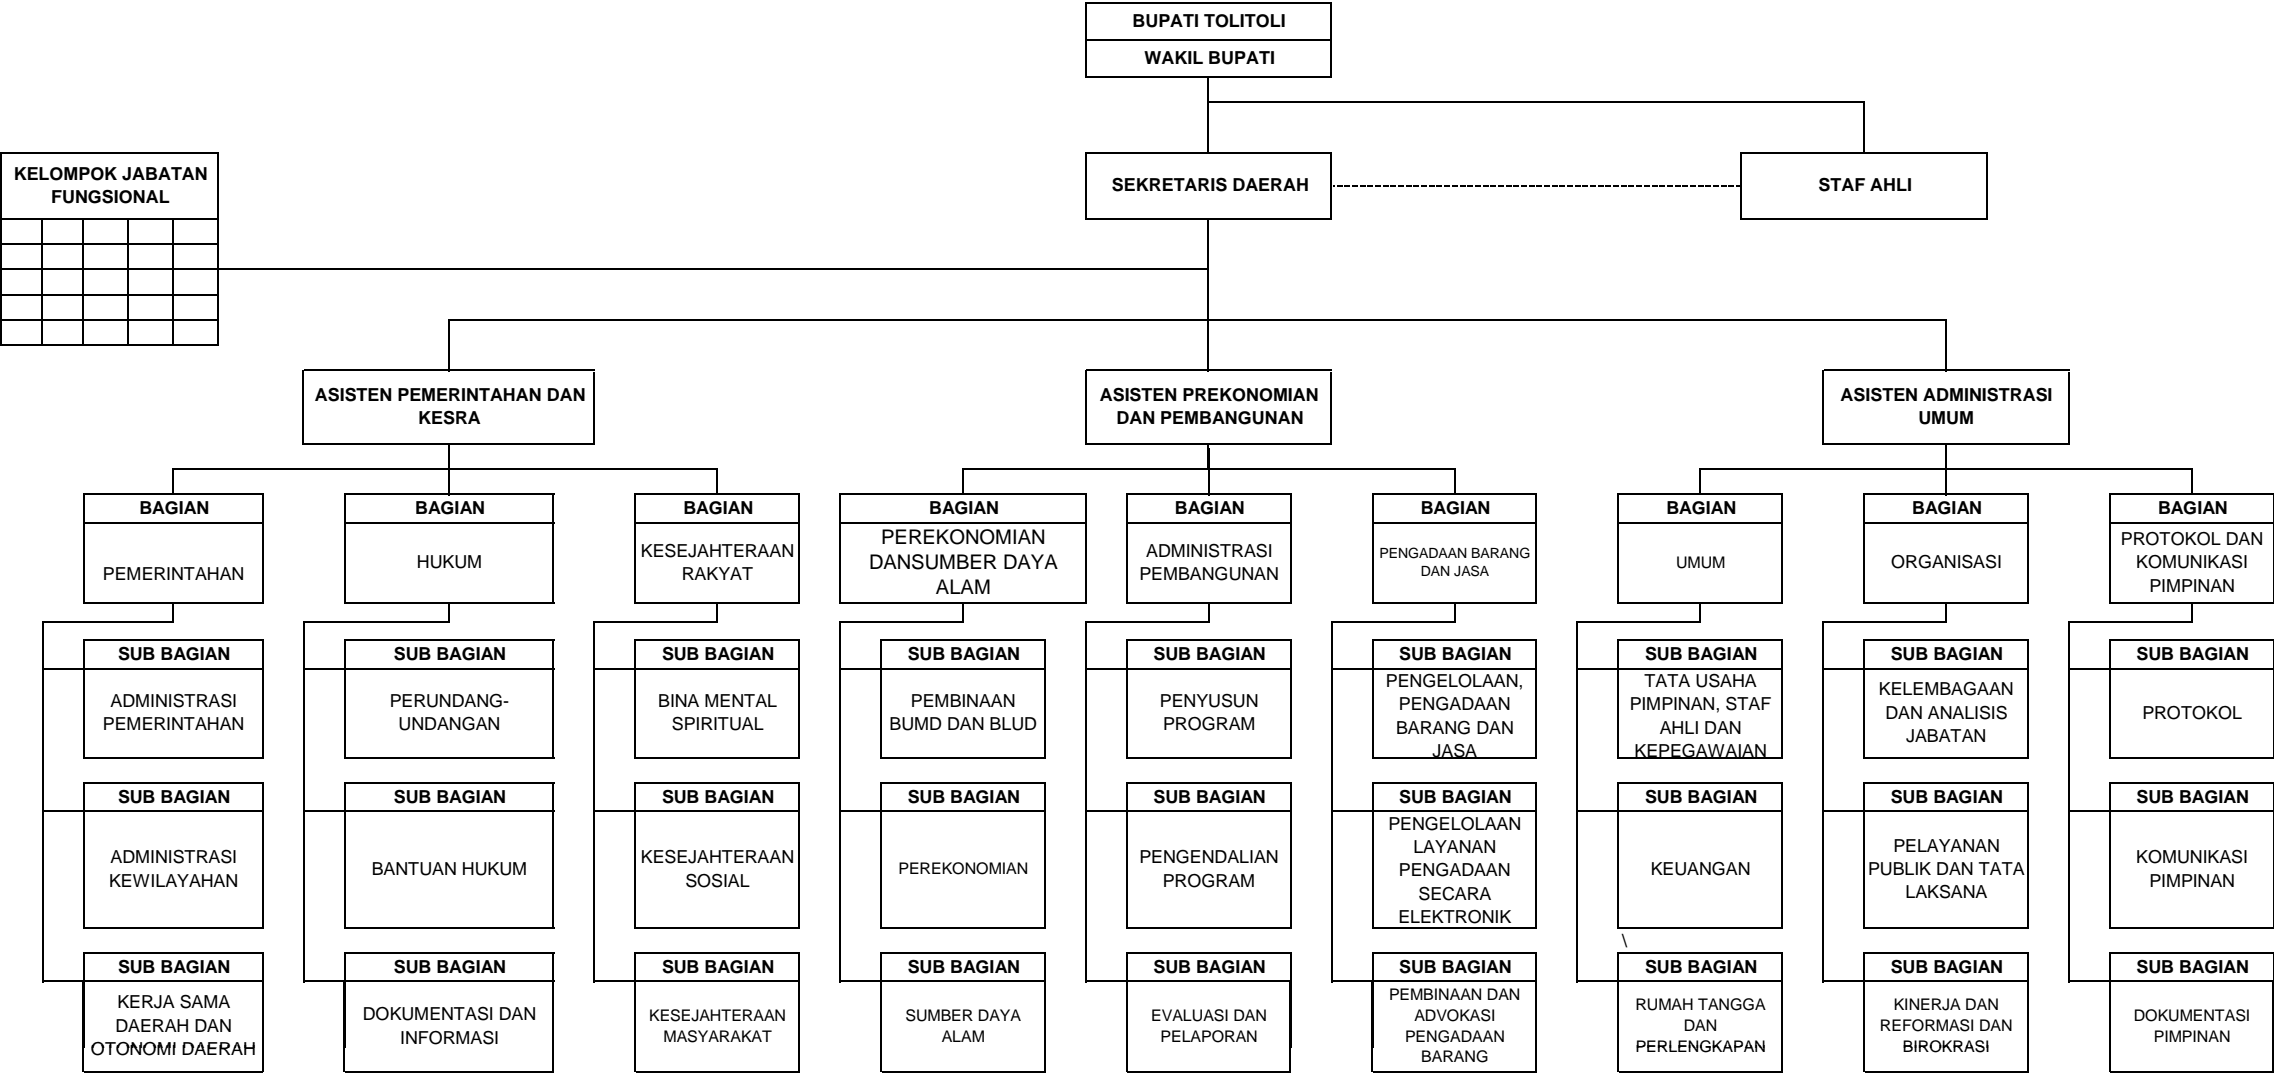 BUPATI TOLITOLI
WAKIL BUPATI
KELOMPOK JABATAN
FUNGSIONAL
SEKRETARIS DAERAH
STAF AHLI
ASISTEN PEMERINTAHAN DAN
KESRA
ASISTEN PREKONOMIAN
DAN PEMBANGUNAN
ASISTEN ADMINISTRASI
UMUM
BAGIAN
PEMERINTAHAN
BAGIAN
HUKUM
BAGIAN
KESEJAHTERAAN
RAKYAT
BAGIAN
PEREKONOMIAN
DANSUMBER DAYA
ALAM
BAGIAN
ADMINISTRASI
PEMBANGUNAN
BAGIAN
PENGADAAN BARANG
DAN JASA
BAGIAN
UMUM
BAGIAN
ORGANISASI
BAGIAN
PROTOKOL DAN
KOMUNIKASI
PIMPINAN
SUB BAGIAN
ADMINISTRASI
PEMERINTAHAN
SUB BAGIAN
PERUNDANG-
UNDANGAN
SUB BAGIAN
BINA MENTAL
SPIRITUAL
SUB BAGIAN
PEMBINAAN
BUMD DAN BLUD
SUB BAGIAN
PENYUSUN
PROGRAM
SUB BAGIAN
PENGELOLAAN,
PENGADAAN
BARANG DAN
JASA
SUB BAGIAN
TATA USAHA
PIMPINAN, STAF
AHLI DAN
KEPEGAWAIAN
SUB BAGIAN
KELEMBAGAAN
DAN ANALISIS
JABATAN
SUB BAGIAN
PROTOKOL
SUB BAGIAN
ADMINISTRASI
KEWILAYAHAN
SUB BAGIAN
BANTUAN HUKUM
SUB BAGIAN
KESEJAHTERAAN
SOSIAL
SUB BAGIAN
PEREKONOMIAN
SUB BAGIAN
PENGENDALIAN
PROGRAM
SUB BAGIAN
PENGELOLAAN
LAYANAN
PENGADAAN
SECARA
ELEKTRONIK
SUB BAGIAN
KEUANGAN
SUB BAGIAN
PELAYANAN
PUBLIK DAN TATA
LAKSANA
SUB BAGIAN
KOMUNIKASI
PIMPINAN
\
SUB BAGIAN
KERJA SAMA
DAERAH DAN
OTONOMI DAERAH
SUB BAGIAN
DOKUMENTASI DAN
INFORMASI
SUB BAGIAN
KESEJAHTERAAN
MASYARAKAT
SUB BAGIAN
SUMBER DAYA
ALAM
SUB BAGIAN
EVALUASI DAN
PELAPORAN
SUB BAGIAN
PEMBINAAN DAN
ADVOKASI
PENGADAAN
BARANG
SUB BAGIAN
RUMAH TANGGA
DAN
PERLENGKAPAN
SUB BAGIAN
KINERJA DAN
REFORMASI DAN
BIROKRASI
SUB BAGIAN
DOKUMENTASI
PIMPINAN